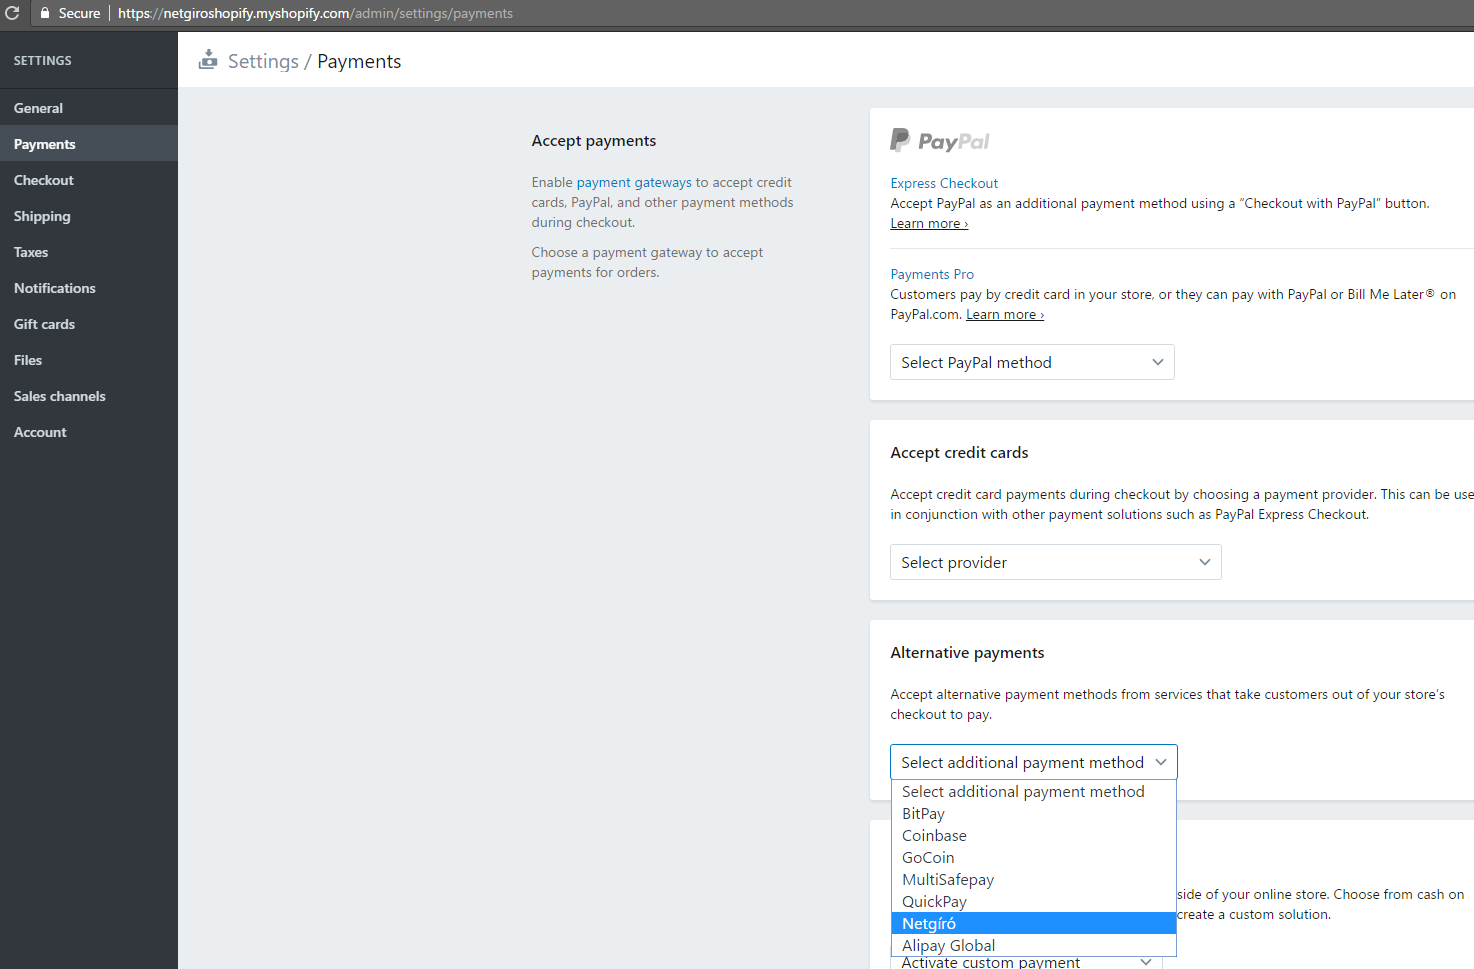 Secure
https://netgiroshopify.myshopify.com/admin/settings/payments
SETTINGS
General
Payments
Checkout
Shipping
Taxes
Notifications
Gift cards
Files
Sales channels
Account
Settings / Payments
Accept payments
Enable payment gateways to accept credit
cards, PayPal, and other payment methods
during checkout.
Choose a payment gateway to accept
payments for orders.
PayPal
Express Checkout
Accept PayPal as an additional payment method using a “Checkout with PayPal” button.
Learn more ›
Payments Pro
Customers pay by credit card in your store, or they can pay with PayPal or Bill Me Later® on
PayPal.com. Learn more ›
Select PayPal method
Accept credit cards
Accept credit card payments during checkout by choosing a payment provider. This can be use
in conjunction with other payment solutions such as PayPal Express Checkout.
Select provider
Alternative payments
Accept alternative payment methods from services that take customers out of your store’s
checkout to pay.
Select additional payment method
Select additional payment method
BitPay
Coinbase
GoCoin
MultiSafepay
QuickPay
Netgíró
Alipay Global
side of your online store. Choose from cash on
create a custom solution.
Activate custom payment